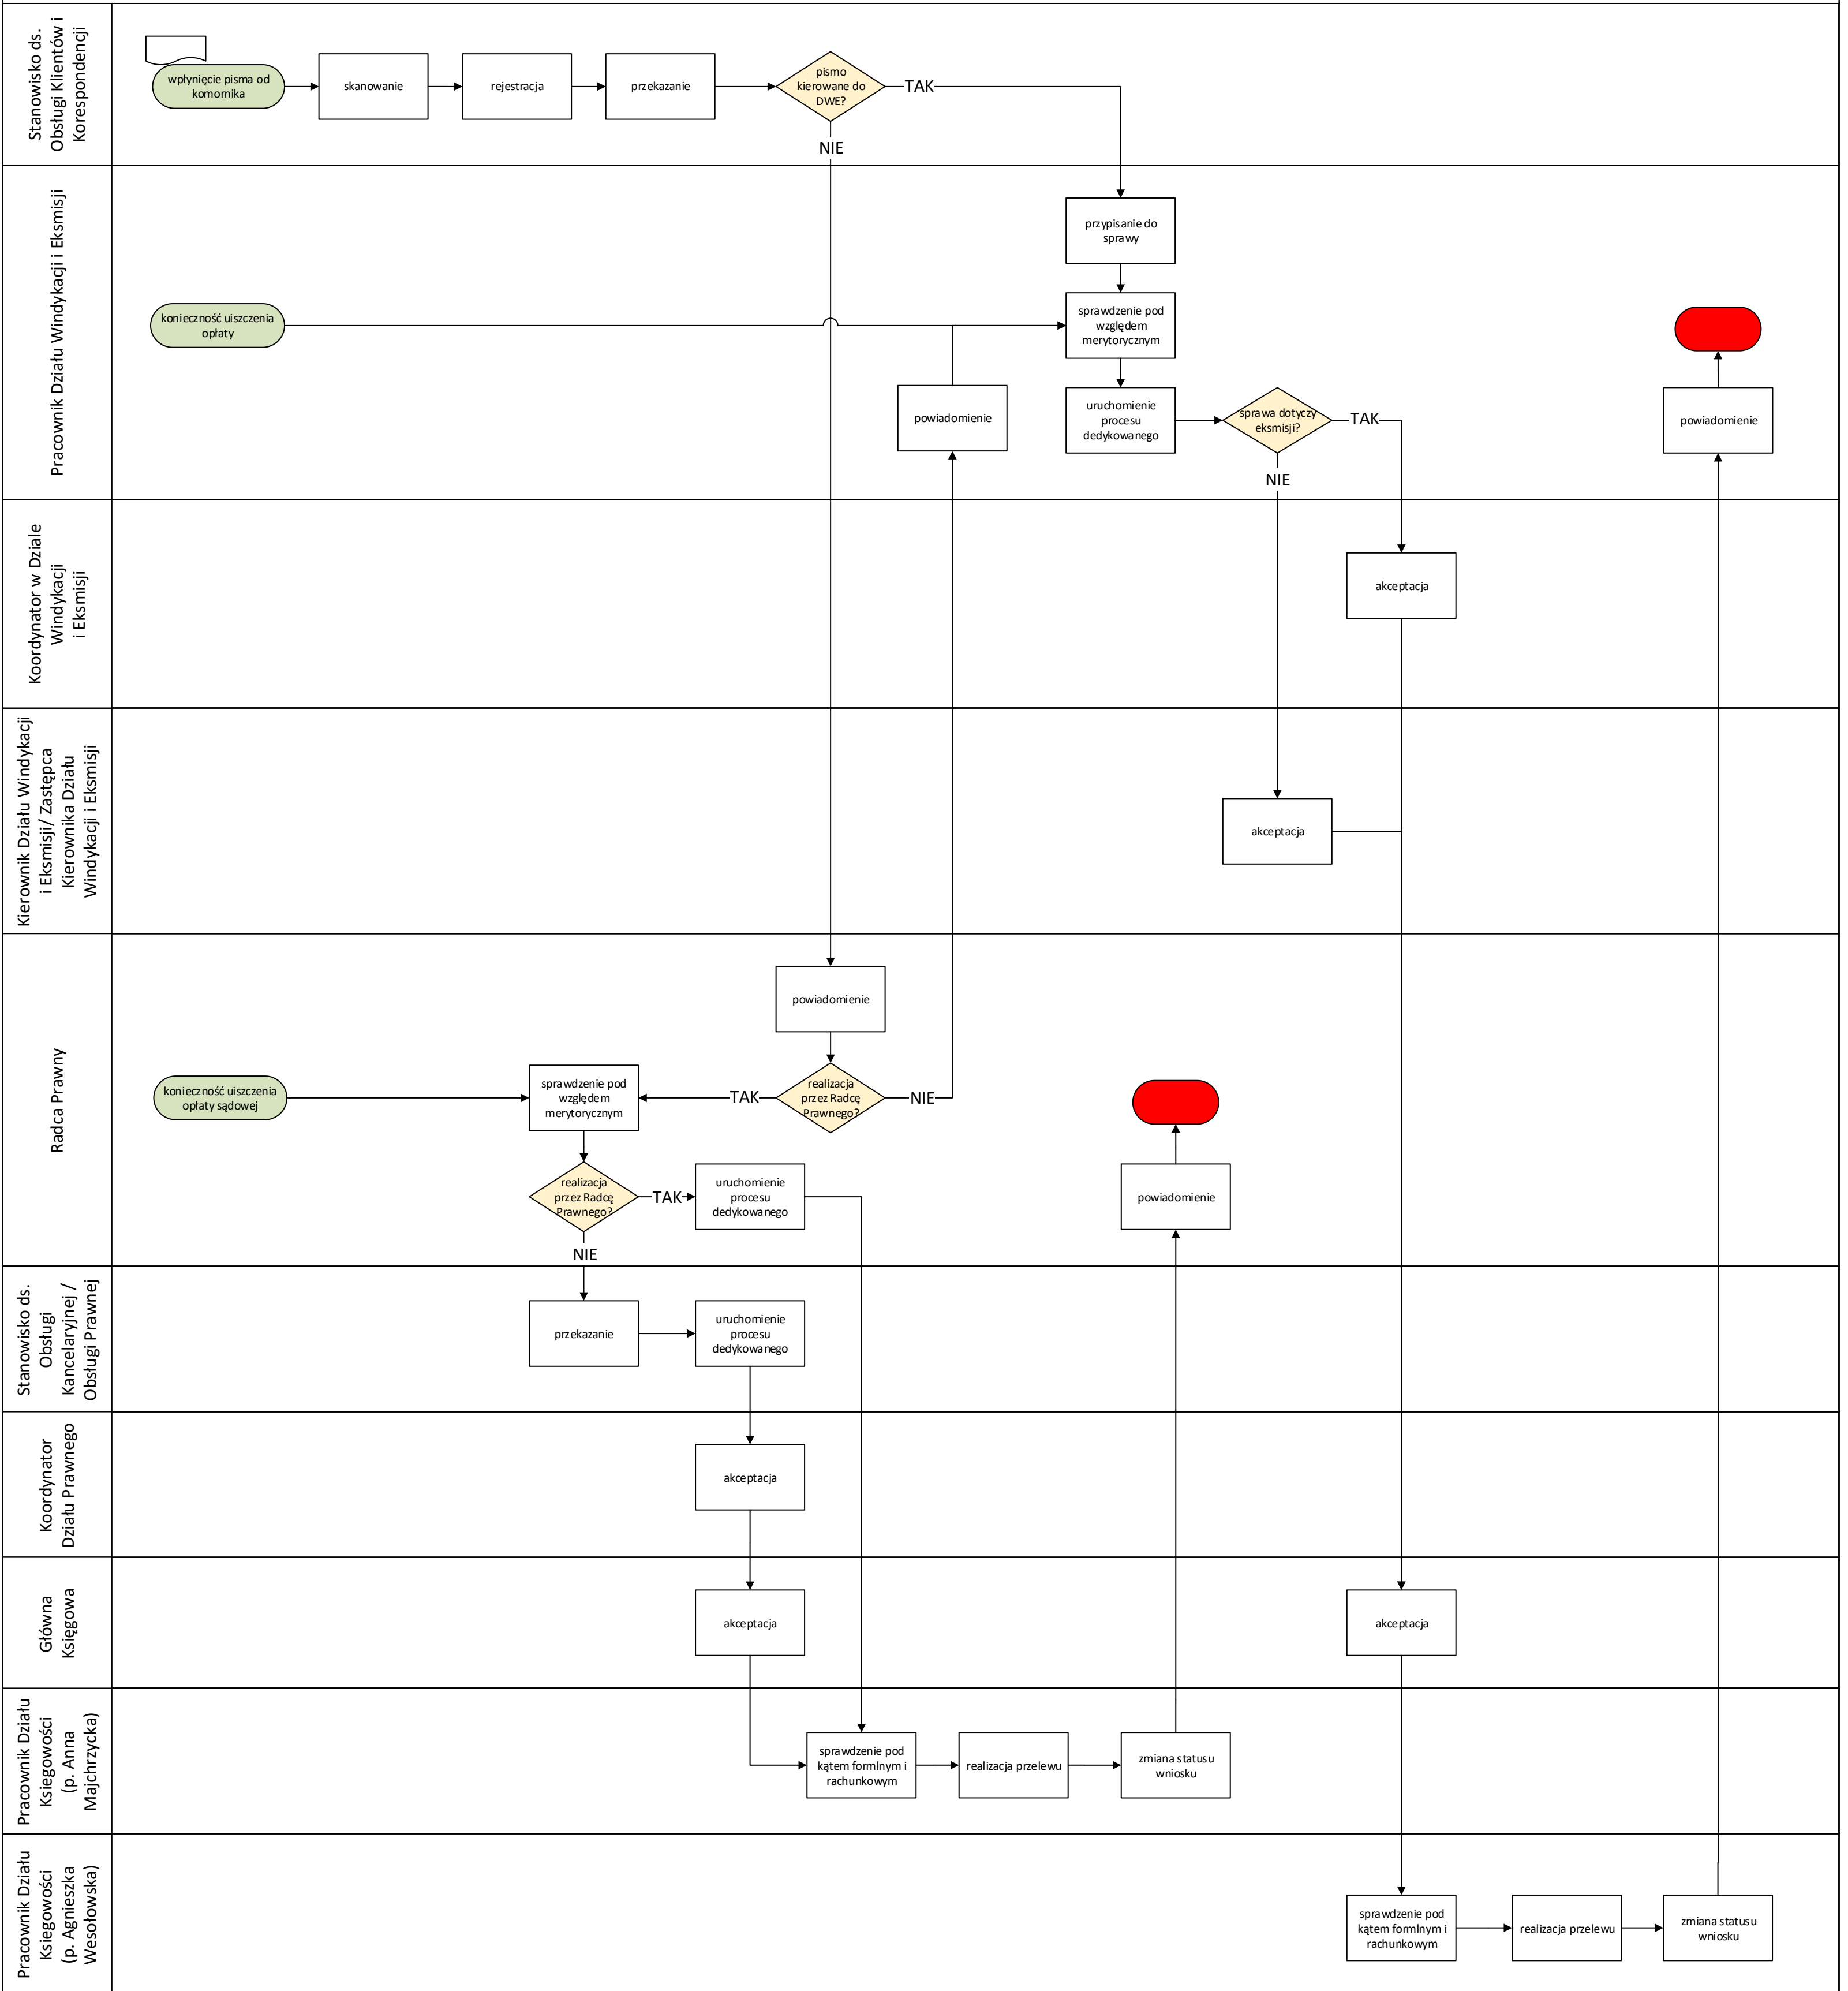 Stanowisko ds.
Obsługi Klientów i
Korespondencji
wpłynięcie pisma od
komornika
skanowanie
rejestracja
przekazanie
pismo
kierowane do
DWE?
TAK
NIE
Pracownik Działu Windykacji i Eksmisji
przypisanie do
sprawy
konieczność uiszczenia
opłaty
sprawdzenie pod
względem
merytorycznym
powiadomienie
uruchomienie
procesu
dedykowanego
sprawa dotyczy
eksmisji?
TAK
NIE
powiadomienie
Koordynator w Dziale
Windykacji
i Eksmisji
akceptacja
Kierownik Działu Windykacji
i Eksmisji/ Zastępca
Kierownika Działu
Windykacji i Eksmisji
akceptacja
Radca Prawny
powiadomienie
konieczność uiszczenia
opłaty sądowej
sprawdzenie pod
względem
merytorycznym
TAK
realizacja
przez Radcę
Prawnego?
NIE
realizacja
przez Radcę
Prawnego?
TAK
uruchomienie
procesu
dedykowanego
powiadomienie
NIE
Stanowisko ds.
Obsługi
Kancelaryjnej /
Obsługi Prawnej
przekazanie
uruchomienie
procesu
dedykowanego
Koordynator
Działu Prawnego
akceptacja
Główna
Księgowa
akceptacja
akceptacja
Pracownik Działu
Ksiegowości
(p. Anna
Majchrzycka)
sprawdzenie pod
kątem formlnym i
rachunkowym
realizacja przelewu
zmiana statusu
wniosku
Pracownik Działu
Ksiegowości
(p. Agnieszka
Wesołowska)
sprawdzenie pod
kątem formlnym i
rachunkowym
realizacja przelewu
zmiana statusu
wniosku